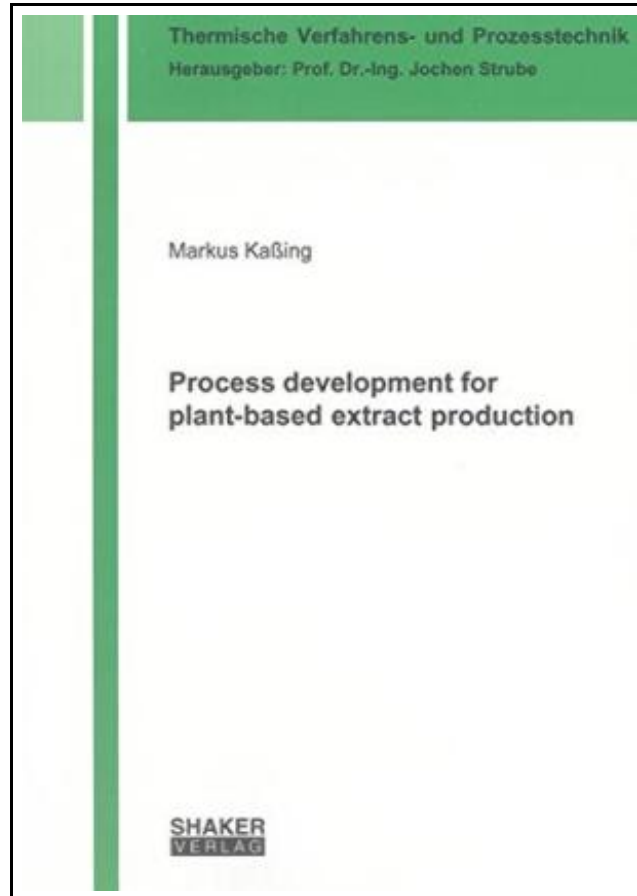 Thermische Verfahrens- und Prozesstechnik
Herausgeber: Prof. Dr.-Ing. Jochen Strube
Markus Kaßing
Process development for
plant-based extract production
SHAKER
VERLAG